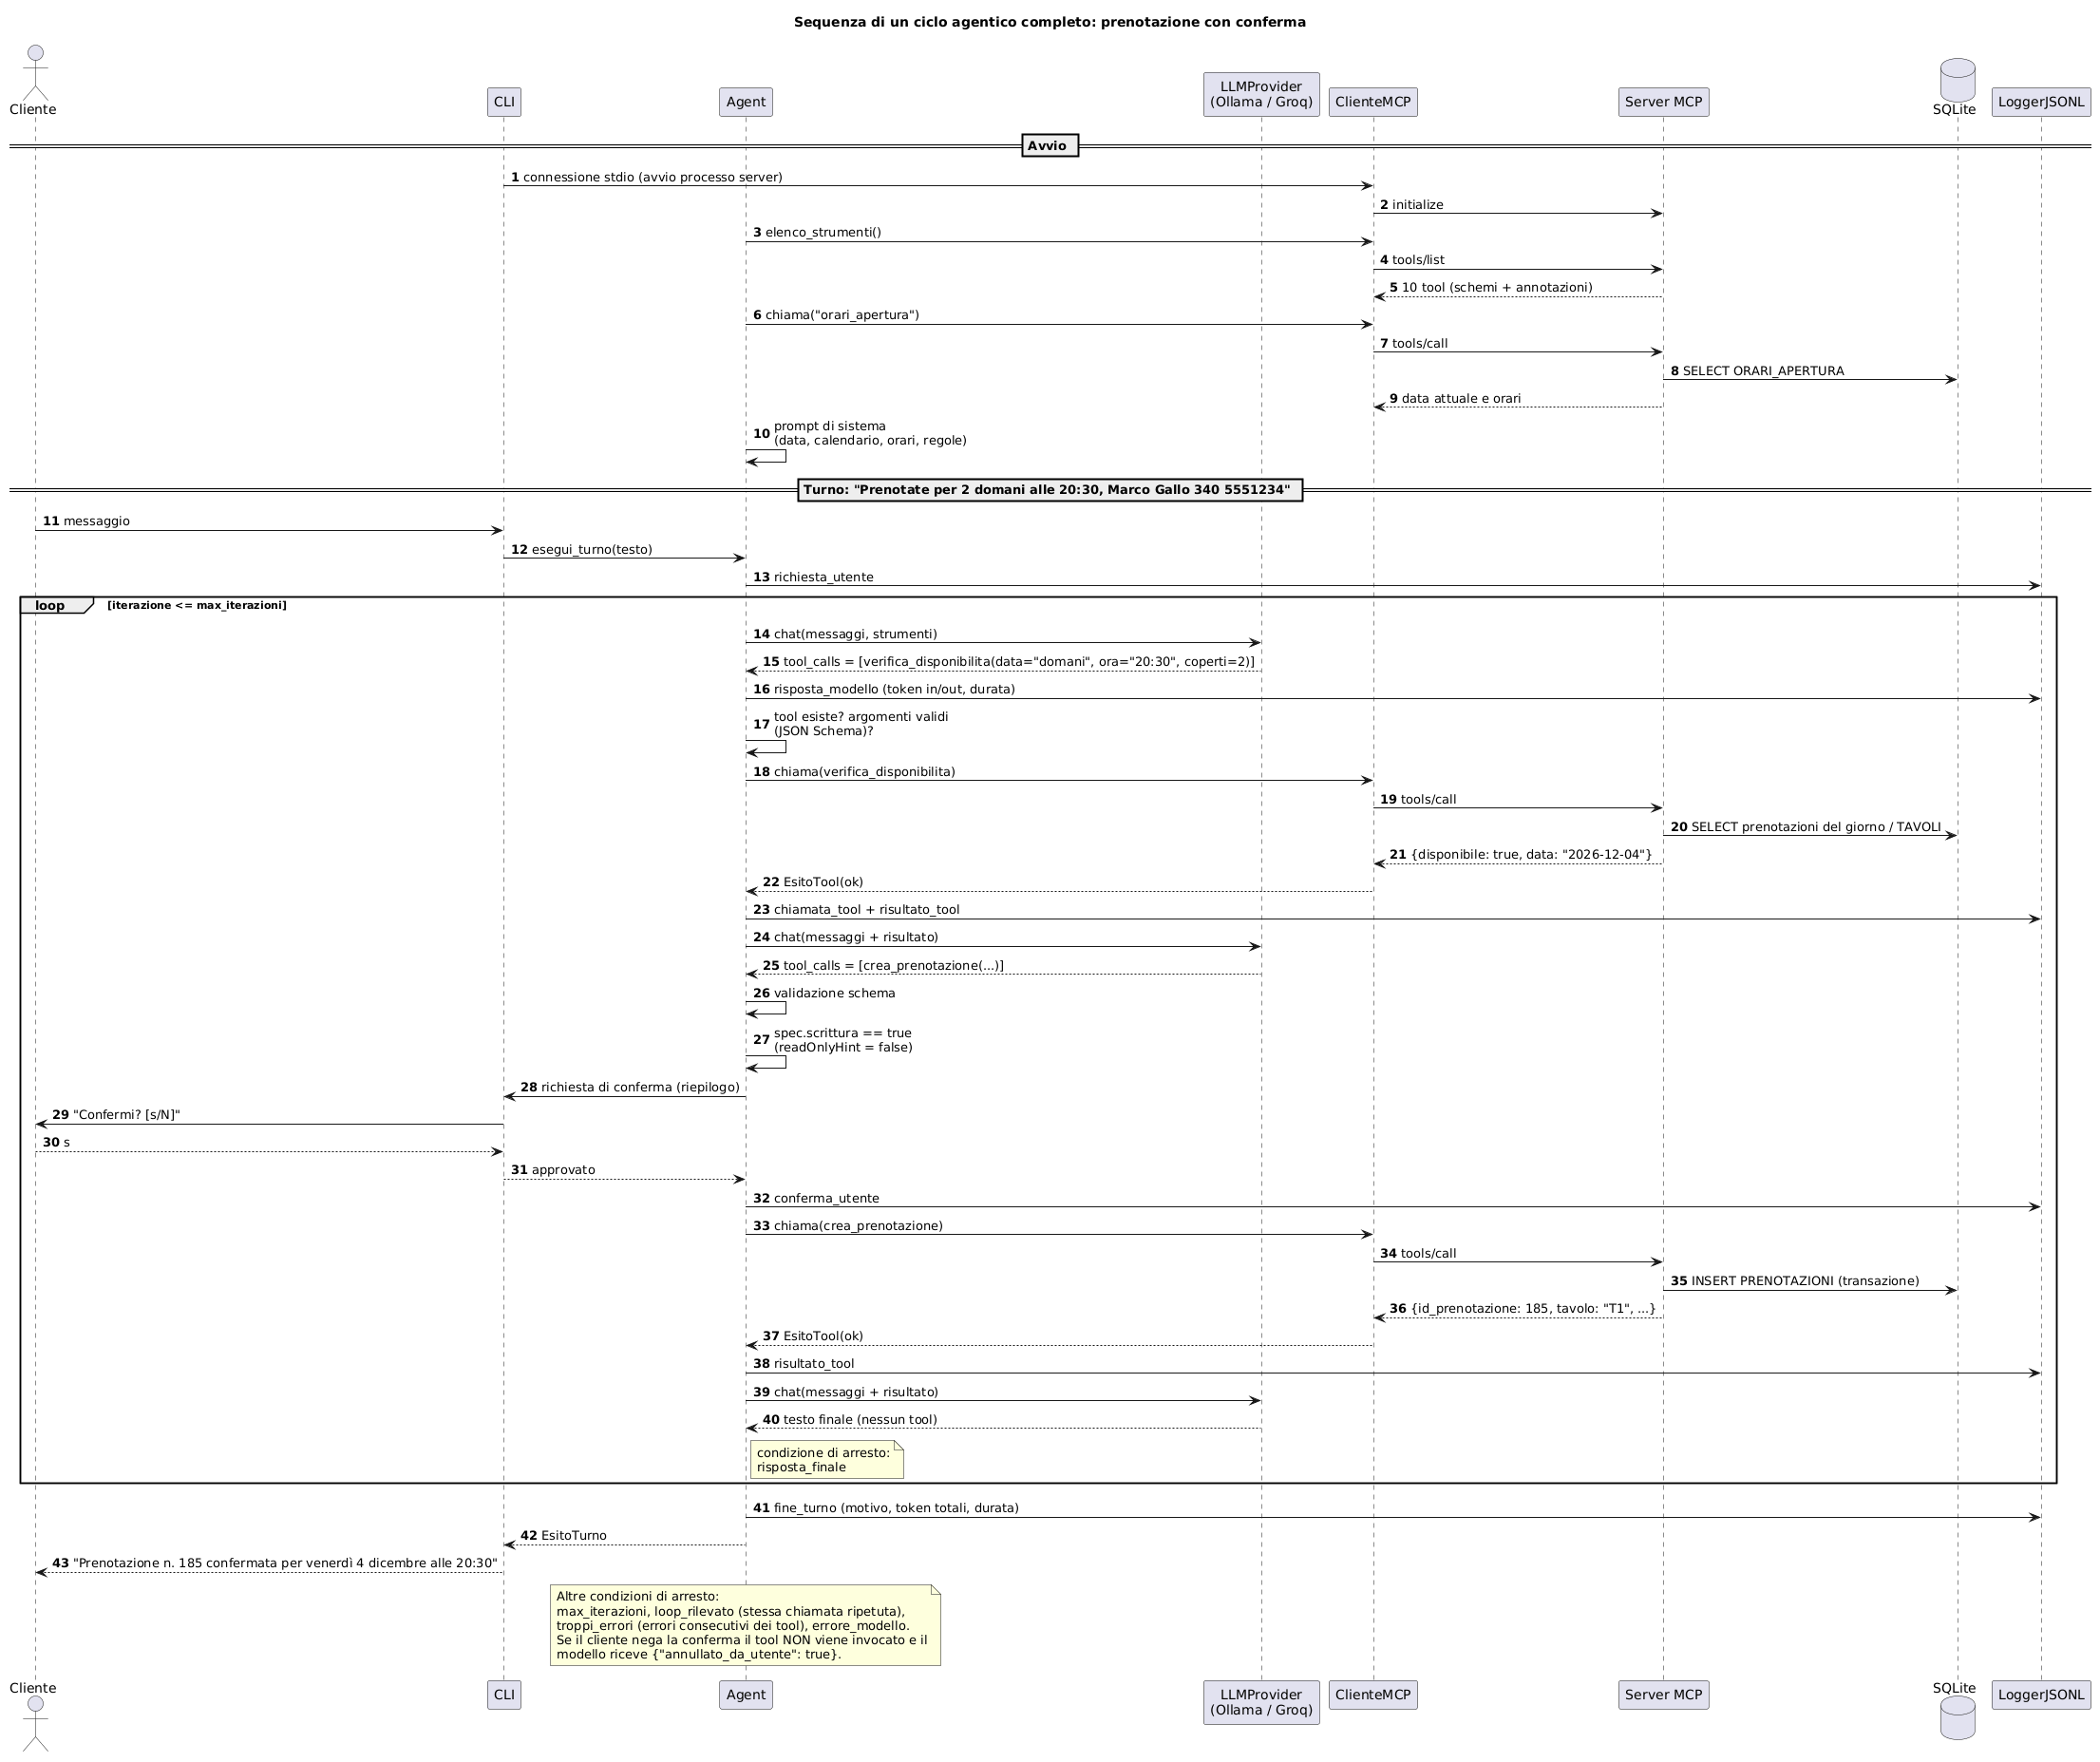 Sequenza di un ciclo agentico completo: prenotazione con conferma
Cliente
CLI
Agent
LLMProvider
(Ollama / Groq)
ClienteMCP
Server MCP
SQLite
LoggerJSONL
Avvio
1 connessione stdio (avvio processo server)
2 initialize
3 elenco_strumenti()
4 tools/list
5 10 tool (schemi + annotazioni)
6 chiama("orari_apertura")
7 tools/call
8 SELECT ORARI_APERTURA
9 data attuale e orari
10 prompt di sistema
(data, calendario, orari, regole)
Turno: "Prenotate per 2 domani alle 20:30, Marco Gallo 340 5551234"
11 messaggio
12 esegui_turno(testo)
13 richiesta_utente
loop [iterazione <= max_iterazioni]
14 chat(messaggi, strumenti)
15 tool_calls = [verifica_disponibilita(data="domani", ora="20:30", coperti=2)]
16 risposta_modello (token in/out, durata)
17 tool esiste? argomenti validi
(JSON Schema)?
18 chiama(verifica_disponibilita)
19 tools/call
20 SELECT prenotazioni del giorno / TAVOLI
21 {disponibile: true, data: "2026-12-04"}
22 EsitoTool(ok)
23 chiamata_tool + risultato_tool
24 chat(messaggi + risultato)
25 tool_calls = [crea_prenotazione(...)]
26 validazione schema
27 spec.scrittura == true
(readOnlyHint = false)
28 richiesta di conferma (riepilogo)
29 "Confermi? [s/N]"
30 s
31 approvato
32 conferma_utente
33 chiama(crea_prenotazione)
34 tools/call
35 INSERT PRENOTAZIONI (transazione)
36 {id_prenotazione: 185, tavolo: "T1", ...}
37 EsitoTool(ok)
38 risultato_tool
39 chat(messaggi + risultato)
40 testo finale (nessun tool)
condizione di arresto:
risposta_finale
41 fine_turno (motivo, token totali, durata)
42 EsitoTurno
43 "Prenotazione n. 185 confermata per venerdì 4 dicembre alle 20:30"
Altre condizioni di arresto:
max_iterazioni, loop_rilevato (stessa chiamata ripetuta),
troppi_errori (errori consecutivi dei tool), errore_modello.
Se il cliente nega la conferma il tool NON viene invocato e il
modello riceve {"annullato_da_utente": true}.
Cliente
CLI
Agent
LLMProvider
(Ollama / Groq)
ClienteMCP
Server MCP
SQLite
LoggerJSONL